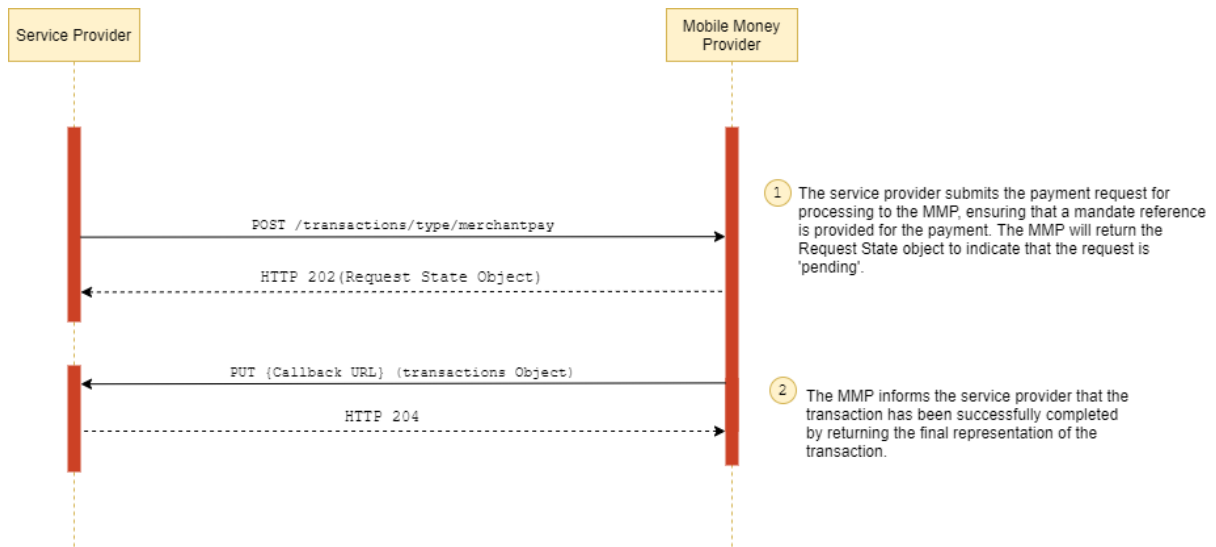 Service Provider
Mobile Money
Provider
1
The service provider submits the payment request for
processing to the MMP, ensuring that a mandate reference
is provided for the payment. The MMP will return the
Request State object to indicate that the request is
'pending'.
POST /transactions/type/merchantpay
HTTP 202(Request State Object)
PUT {Callback URL} (transactions Object)
HTTP 204
2
The MMP informs the service provider that the
transaction has been successfully completed
by returning the final representation of the
transaction.